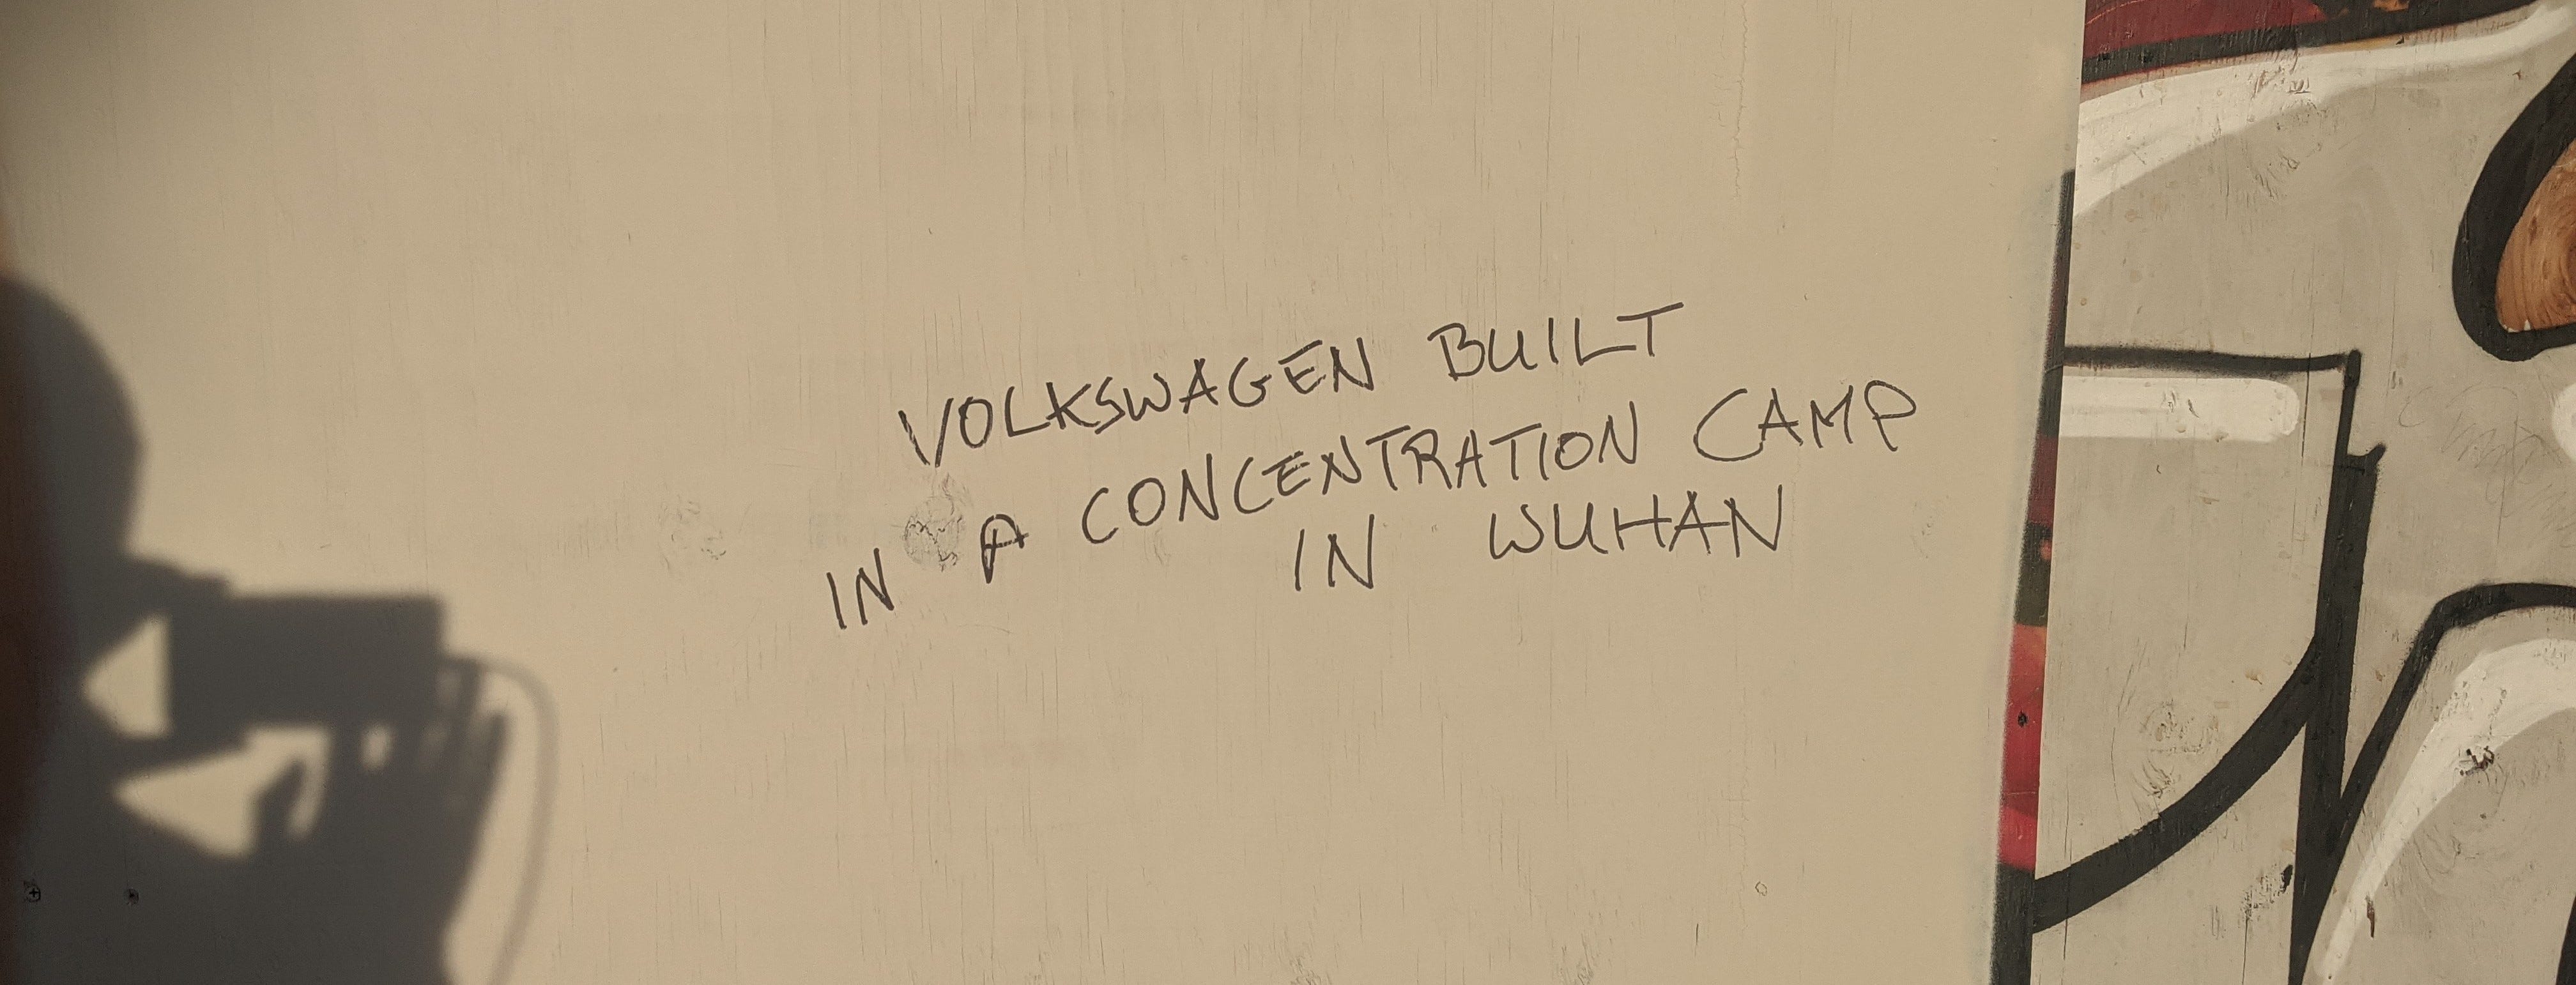 VOLKSWAGEN BUILT
IN A CONCENTRATION CAMP
IN WUHAN